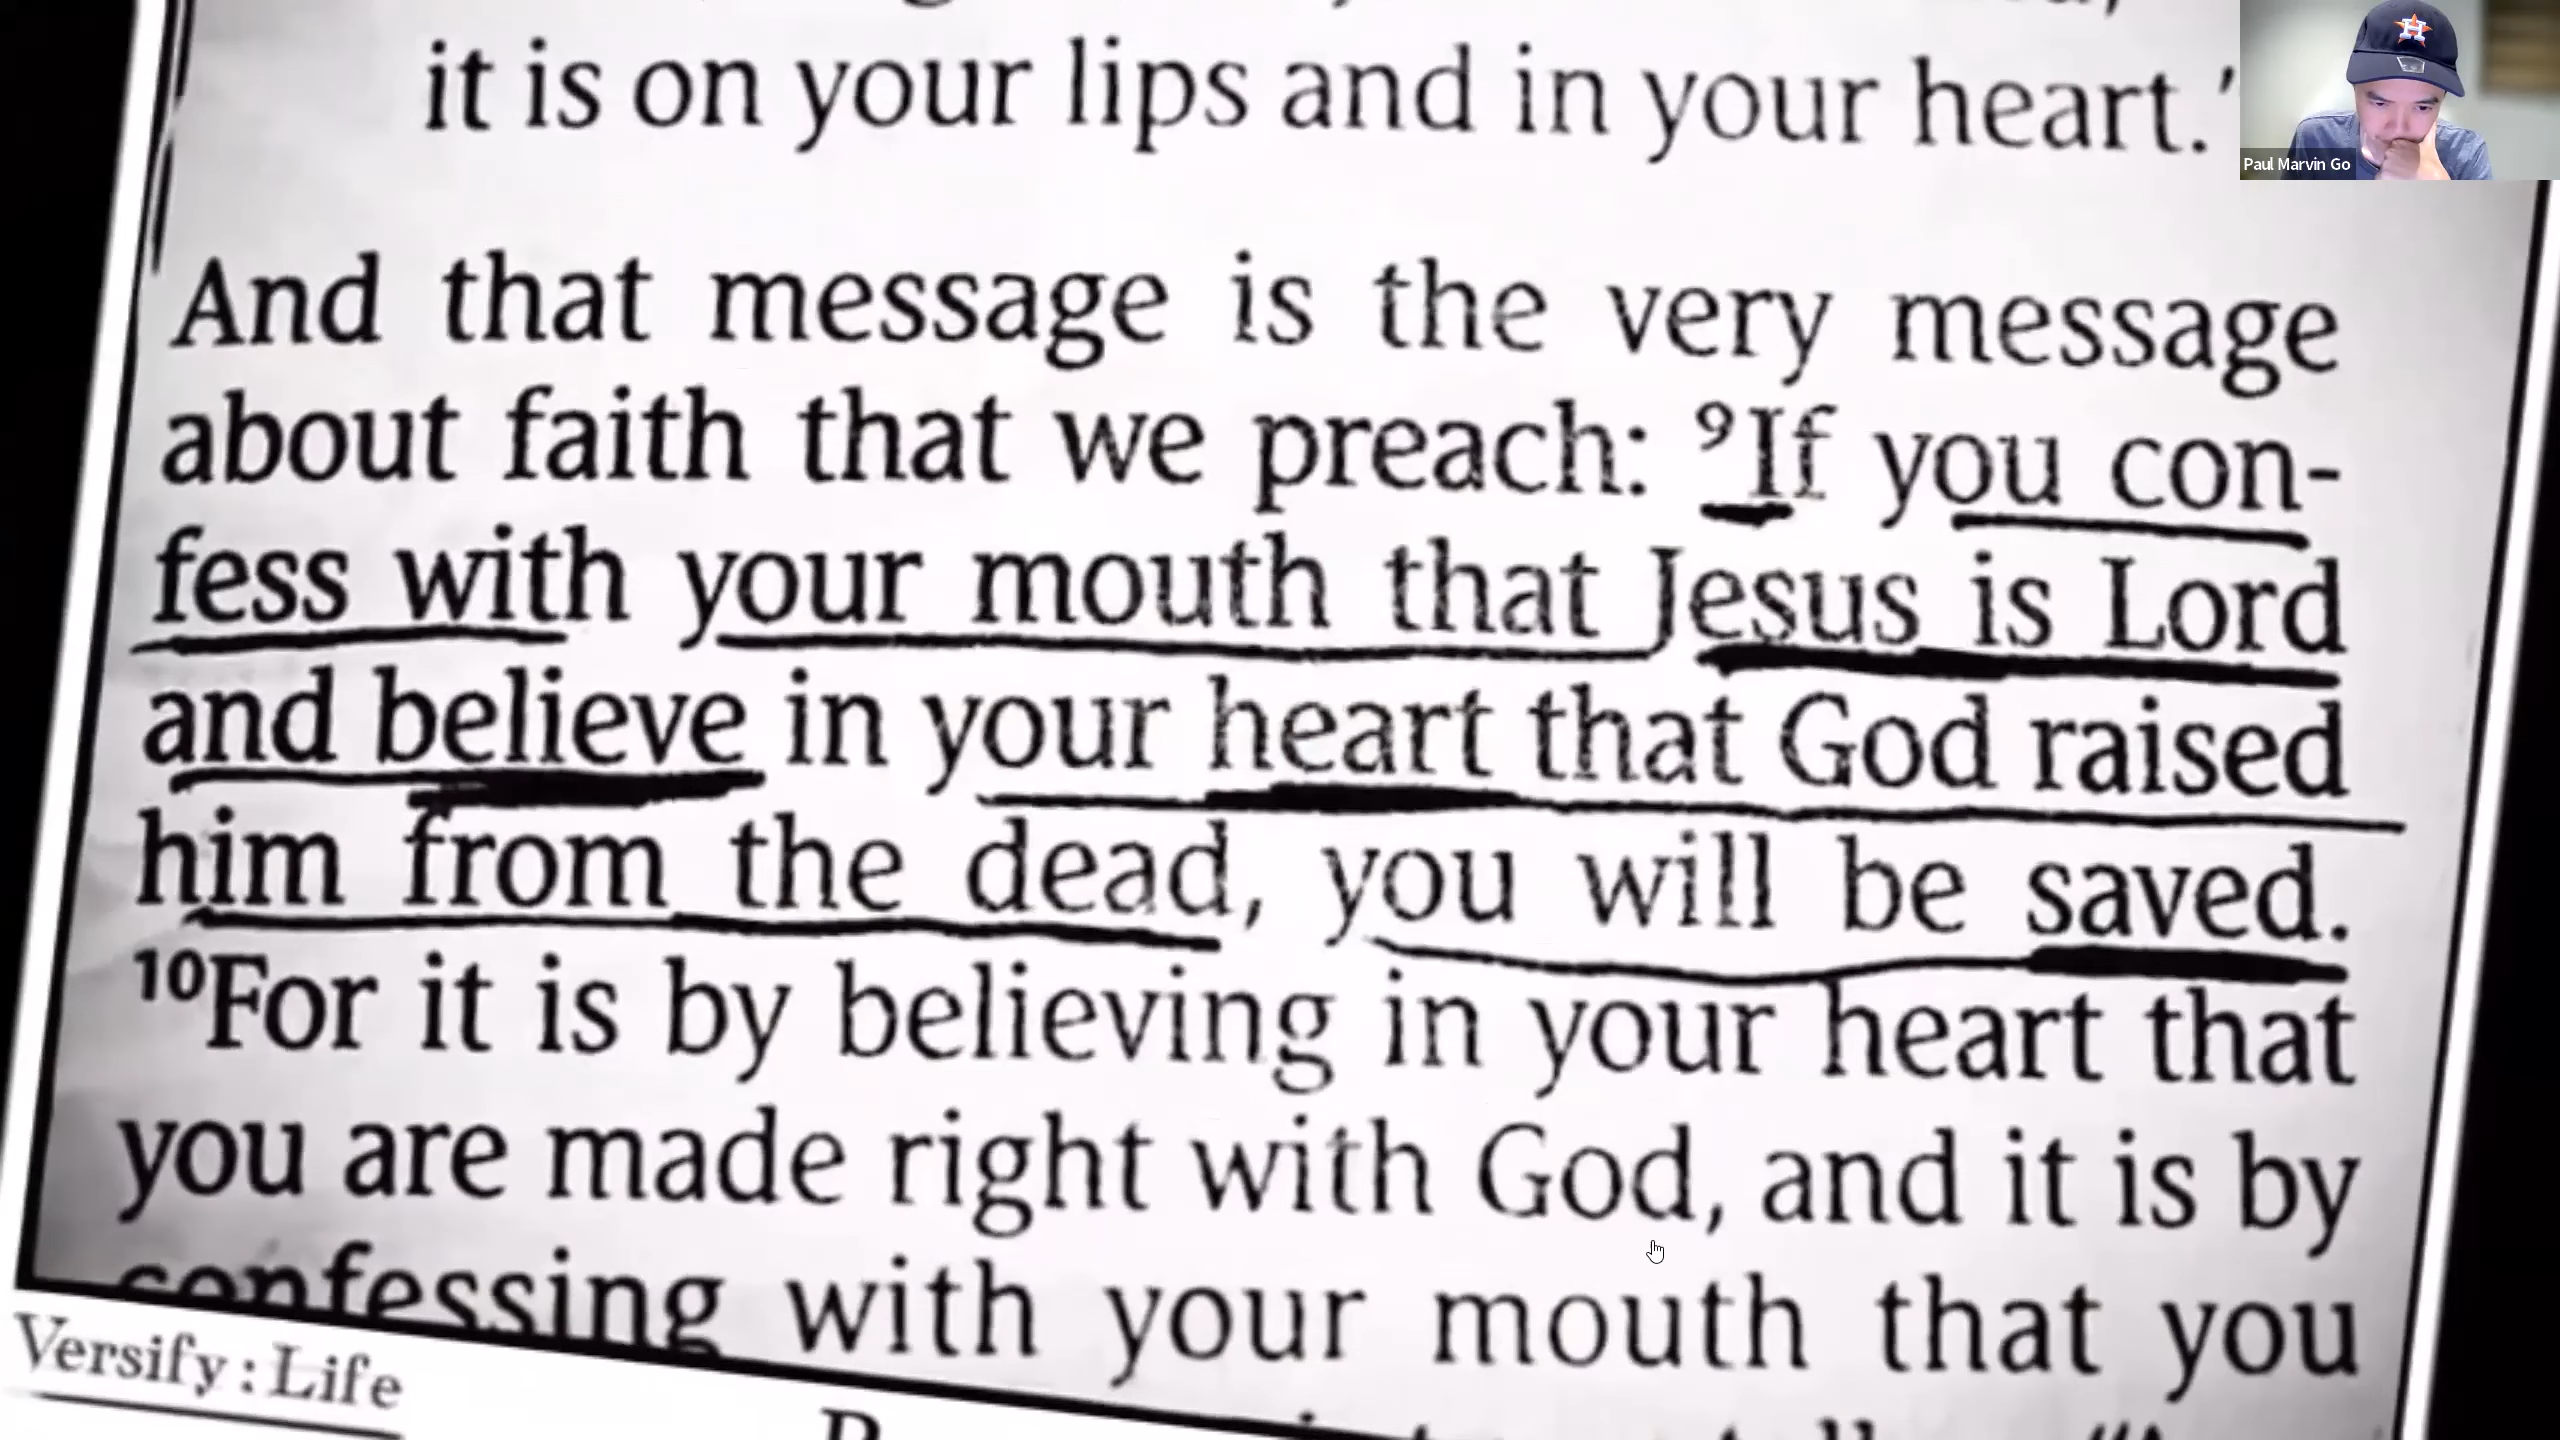 it is on your lips and in your heart.'
Paul Marvin Go
And that message is the very message
about faith that we preach: ⁹If you con-
fess with your mouth that Jesus is Lord
and believe in your heart that God raised
him from the dead, you will be saved.
¹⁰For it is by believing in your heart that
you are made right with God, and it is by
confessing with your mouth that you
Versify : Life